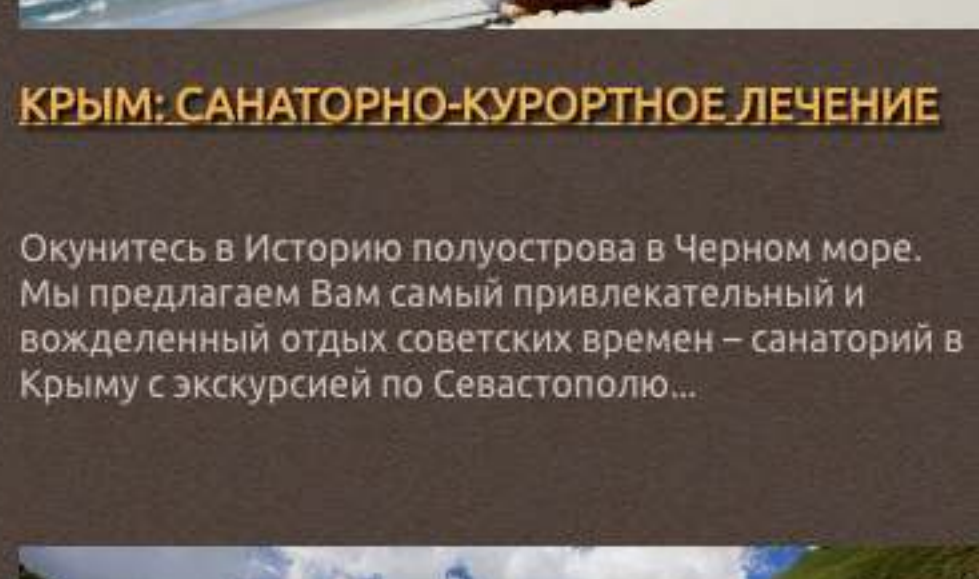 КРЫМ: САНАТОРНО-КУРОРТНОЕ ЛЕЧЕНИЕ
Окунитесь в Историю полуострова в Черном море.
Мы предлагаем Вам самый привлекательный и
вожделенный отдых советских времен – санаторий в
Крыму с экскурсией по Севастополю...